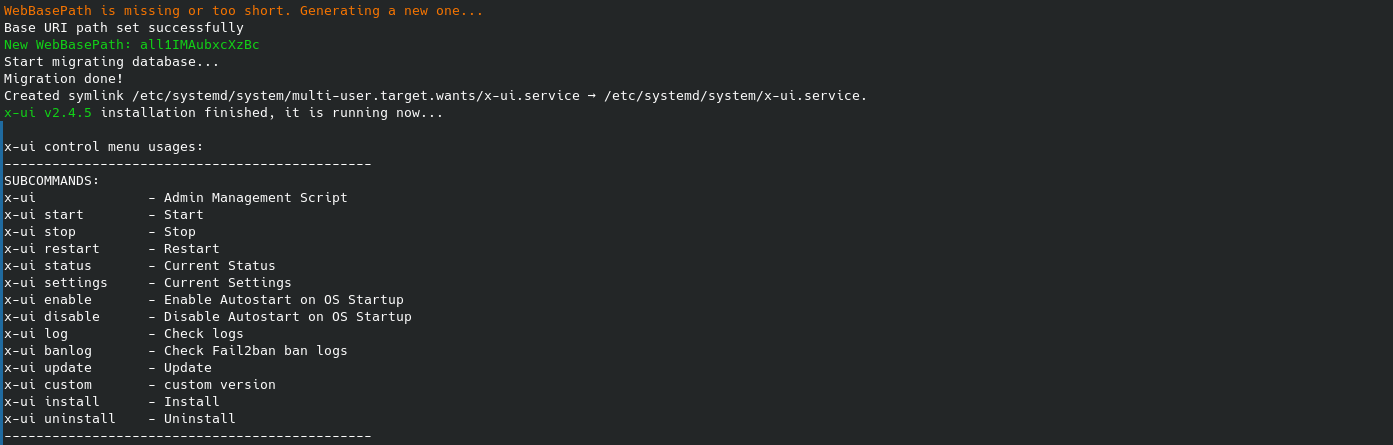 WebBasePath is missing or too short. Generating a new one...
Base URI path set successfully
New WebBasePath: all1IMAubxcXzBc
Start migrating database...
Migration done!
Created symlink /etc/systemd/system/multi-user.target.wants/x-ui.service → /etc/systemd/system/x-ui.service.
x-ui v2.4.5 installation finished, it is running now...

x-ui control menu usages:
----------------------------------------------
SUBCOMMANDS:
x-ui              - Admin Management Script
x-ui start        - Start
x-ui stop         - Stop
x-ui restart      - Restart
x-ui status       - Current Status
x-ui settings     - Current Settings
x-ui enable       - Enable Autostart on OS Startup
x-ui disable      - Disable Autostart on OS Startup
x-ui log          - Check logs
x-ui banlog       - Check Fail2ban ban logs
x-ui update       - Update
x-ui custom       - custom version
x-ui install      - Install
x-ui uninstall    - Uninstall
----------------------------------------------